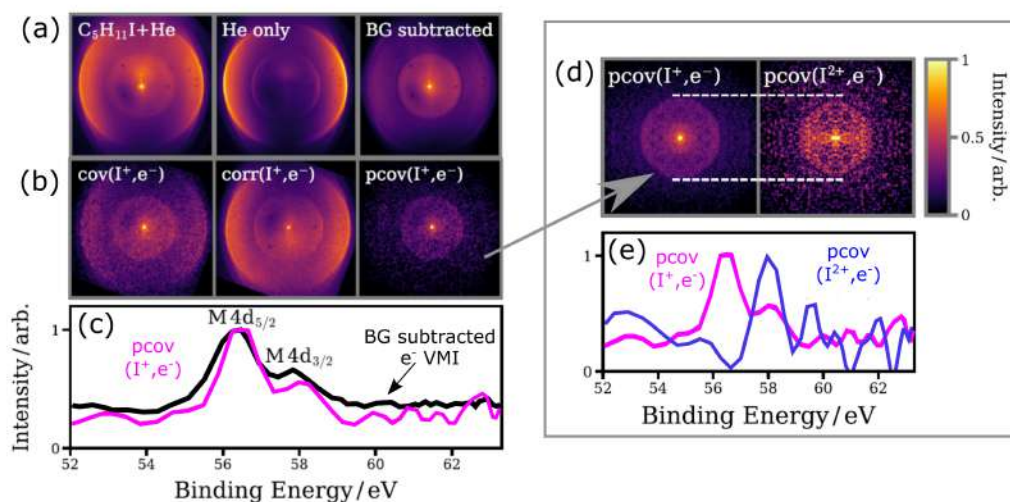 (a)
C₅H₁₁I+He
He only
BG subtracted
(b)
cov(I⁺,e⁻)
corr(I⁺,e⁻)
pcov(I⁺,e⁻)
(c)
M 4d₅/₂
M 4d₃/₂
pcov
(I⁺,e⁻)
BG subtracted
e⁻ VMI
Intensity/arb.
1
0
52
54
56
58
60
62
Binding Energy/eV
(d)
pcov(I⁺,e⁻)
pcov(I²⁺,e⁻)
1
0.5
0
Intensity/arb.
(e)
pcov
(I⁺,e⁻)
pcov
(I²⁺,e⁻)
1
0
52
54
56
58
60
62
Binding Energy/eV